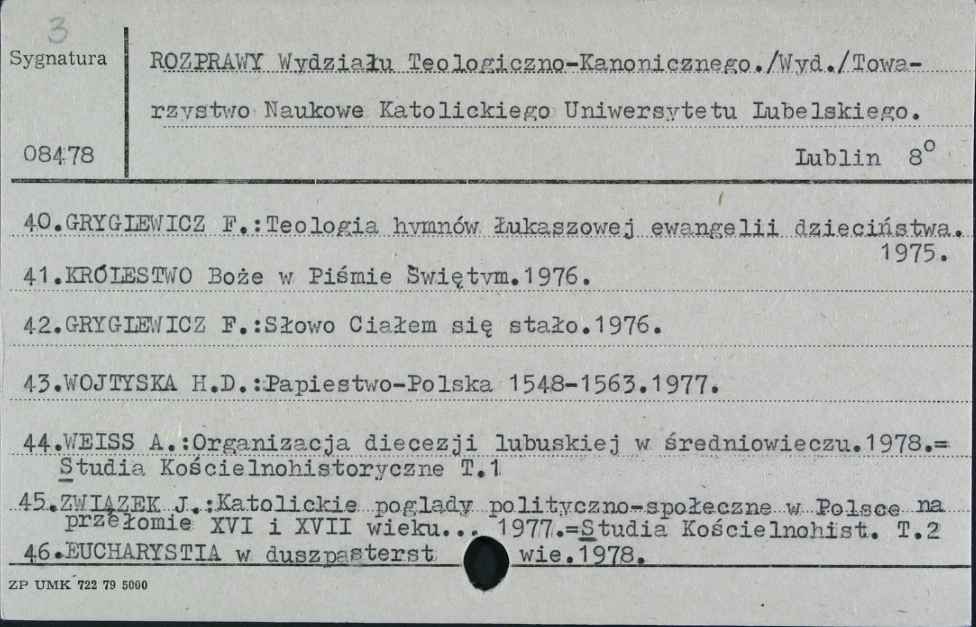 3
Sygnatura
ROZPRAWY Wydziału Teologiczno-Kanonicznego./Wyd./Towa-
rzystwo Naukowe Katolickiego Uniwersytetu Lubelskiego.
08478
Lublin 8°
40.GRYGLEWICZ F.:Teologia hymnów Łukaszowej ewangelii dzieciństwa.
1975.
41.KRÓLESTWO Boże w Piśmie Świętym.1976.
42.GRYGLEWICZ F.:Słowo Ciałem się stało.1976.
43.WOJTYSKA H.D.:Papiestwo-Polska 1548-1563.1977.
44.WEISS A.:Organizacja diecezji lubuskiej w średniowieczu.1978.=
Studia Kościelnohistoryczne T.1
45.ZWIĄZEK J.:Katolickie poglądy polityczno-społeczne w Polsce na
przełomie XVI i XVII wieku... 1977.=Studia Kościelnohist. T.2
46.EUCHARYSTIA w duszpasterst wie.1978.
ZP UMK 722 79 5000